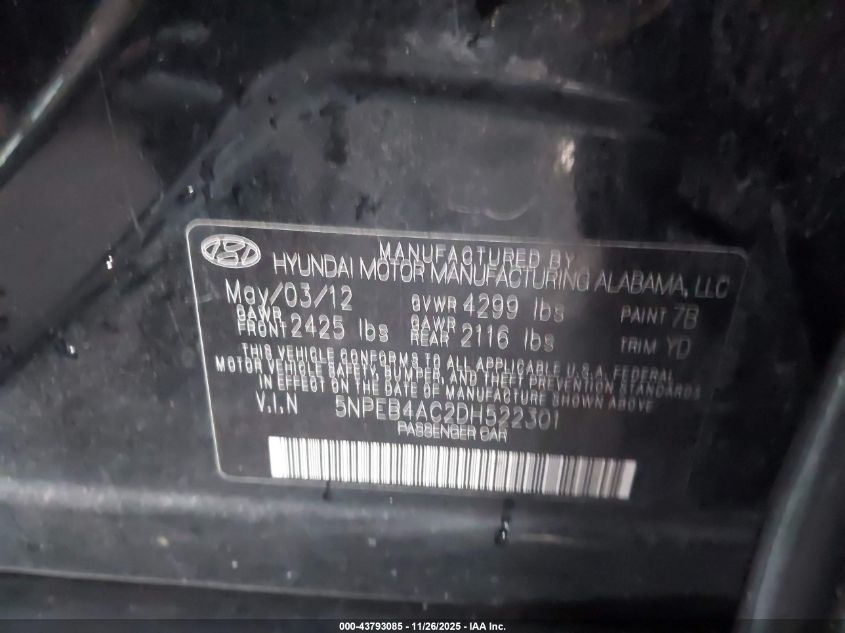 MANUFACTURED BY
HYUNDAI MOTOR MANUFACTURING ALABAMA, LLC
May/03/12 GVWR 4299 lbs PAINT 7B
GAWR FRONT 2425 lbs GAWR REAR 2116 lbs TRIM YD
THIS VEHICLE CONFORMS TO ALL APPLICABLE U.S.A. FEDERAL
MOTOR VEHICLE SAFETY, BUMPER, AND THEFT PREVENTION STANDARDS
IN EFFECT ON THE DATE OF MANUFACTURE SHOWN ABOVE.
V.I.N 5NPEB4AC2DH522301
PASSENGER CAR
000-43793085 - 11/26/2025 - IAA Inc.